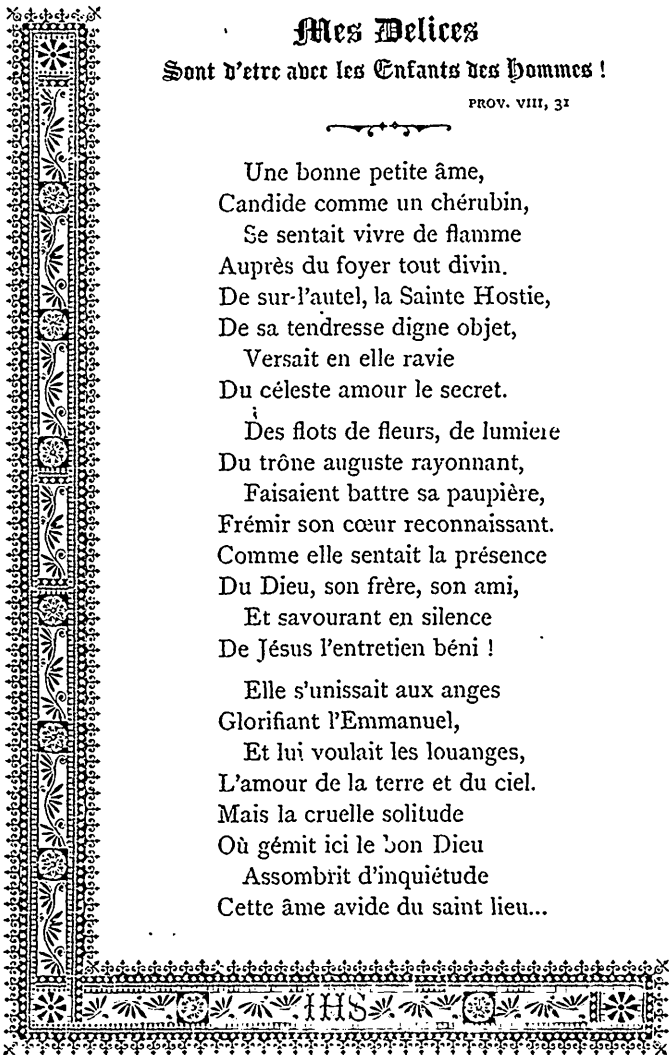 Mes Delices
Sont d'etre avec les Enfants des Hommes !
PROV. VIII, 31
Une bonne petite âme,
Candide comme un chérubin,
Se sentait vivre de flamme
Auprès du foyer tout divin.
De sur-l'autel, la Sainte Hostie,
De sa tendresse digne objet,
Versait en elle ravie
Du céleste amour le secret.
Des flots de fleurs, de lumiere
Du trône auguste rayonnant,
Faisaient battre sa paupière,
Frémir son cœur reconnaissant.
Comme elle sentait la présence
Du Dieu, son frère, son ami,
Et savourant en silence
De Jésus l'entretien béni !
Elle s'unissait aux anges
Glorifiant l'Emmanuel,
Et lui voulait les louanges,
L'amour de la terre et du ciel.
Mais la cruelle solitude
Où gémit ici le bon Dieu
Assombrit d'inquiétude
Cette âme avide du saint lieu...
IHS